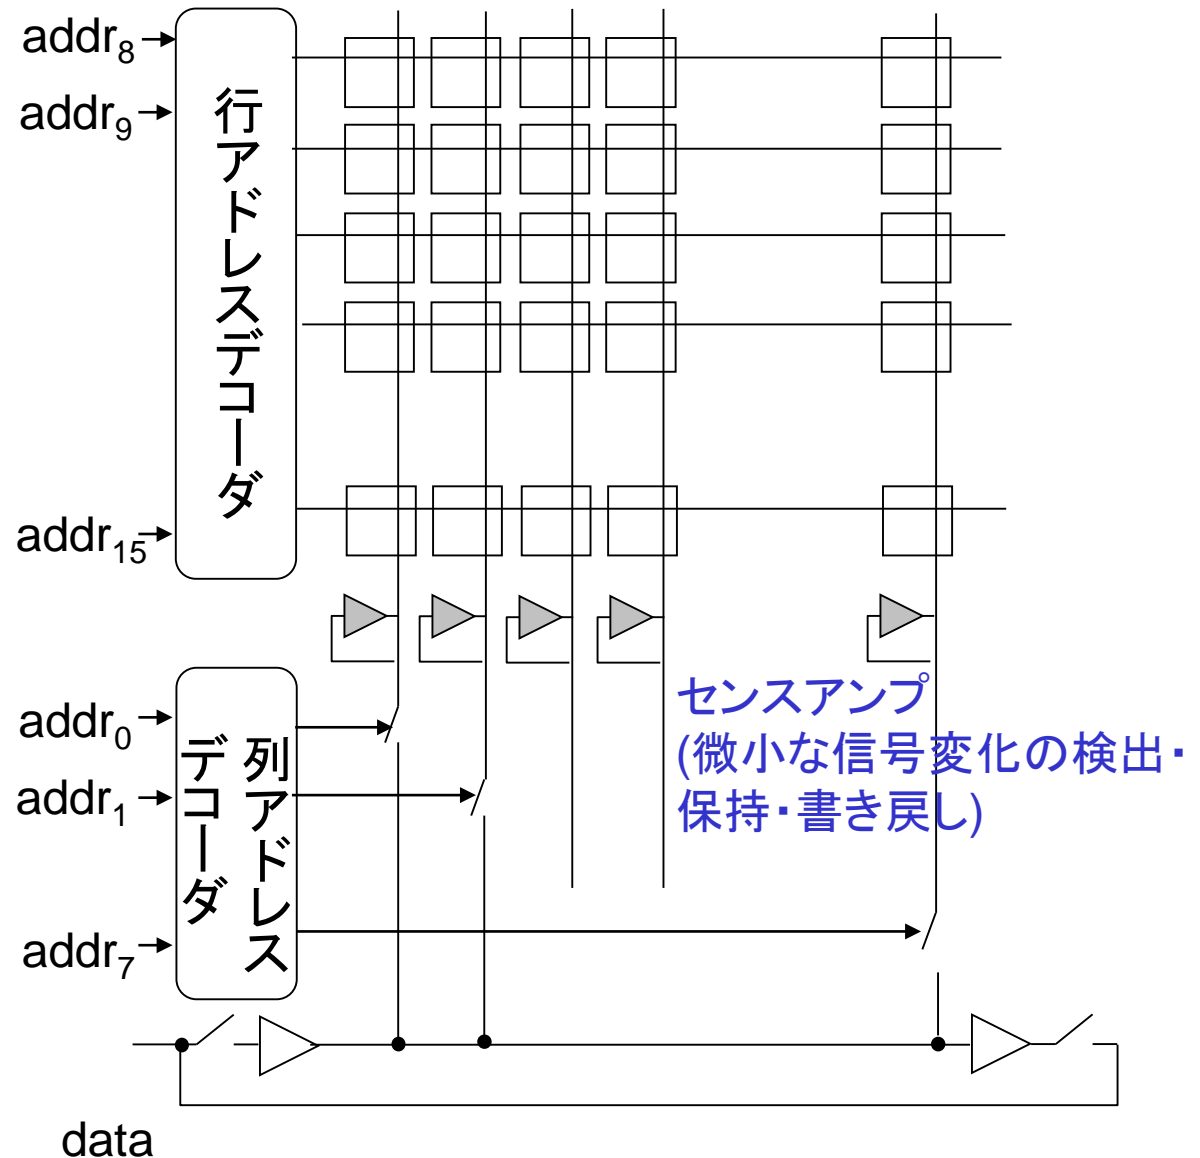 addr8
addr9
行アドレスデコーダ
addr15
センスアンプ
(微小な信号変化の検出・
保持・書き戻し)
addr0
addr1
列アドレス
デコーダ
addr7
data